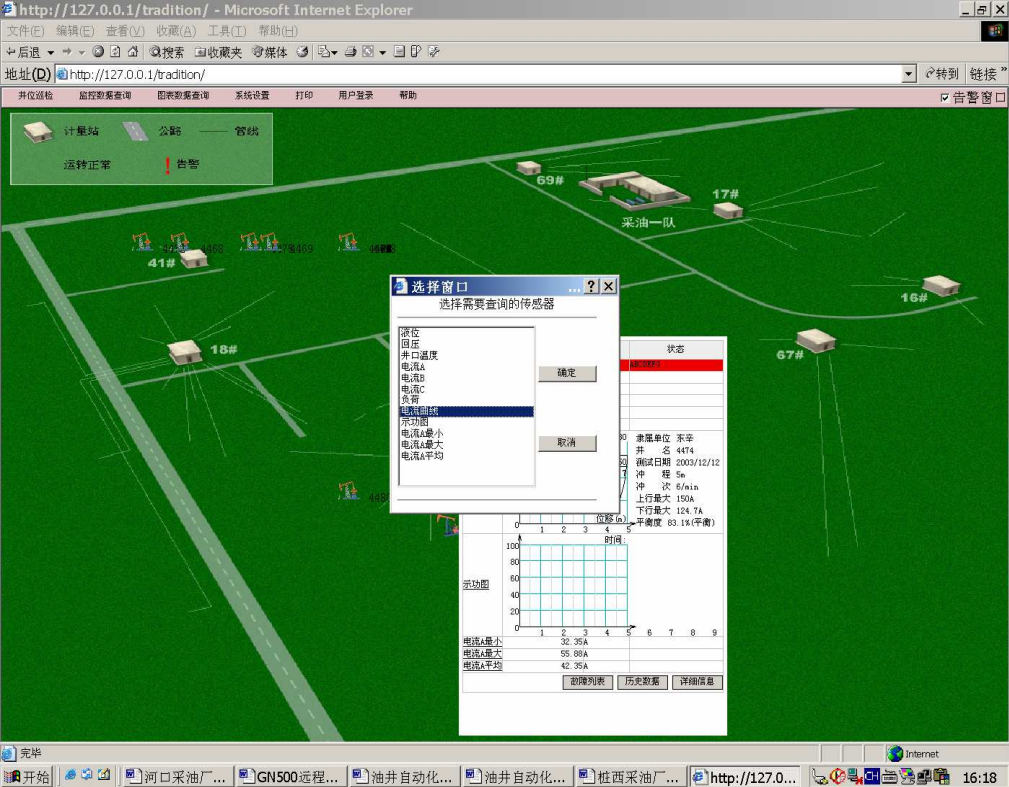 http://127.0.0.1/tradition/ - Microsoft Internet Explorer
文件(F) 编辑(E) 查看(V) 收藏(A) 工具(T) 帮助(H)
后退 搜索 收藏夹 媒体
地址(D) http://127.0.0.1/tradition/ 转到 链接 »
井位巡检 监控数据查询 图表数据查询 系统设置 打印 用户登录 帮助 告警窗口
计量站 公路 管线
运转正常 告警
69#
17#
采油一队
4468
4469
41#
16#
18#
67#
选择窗口 ... ?
选择需要查询的传感器
液位
回压
井口温度
电流A
电流B
电流C
负荷
电流曲线
示功图
电流A最小
电流A最大
电流A平均
确定
取消
状态
隶属单位 东辛
井 名 4474
测试日期 2003/12/12
冲 程 5m
冲 次 6/min
上行最大 150A
下行最大 124.7A
平衡度 83.1%(平衡)
位移(m)
0 1 2 3 4 5
时间:
示功图
100
80
60
40
20
0
1 2 3 4 5 6 7 8 9
电流A最小 32.35A
电流A最大 55.88A
电流A平均 42.35A
故障列表 历史数据 详细信息
完毕 Internet
开始 河口采油厂... GN500远程... 油井自动化... 油井自动化... 桩西采油厂... http://127.0... CH 16:18